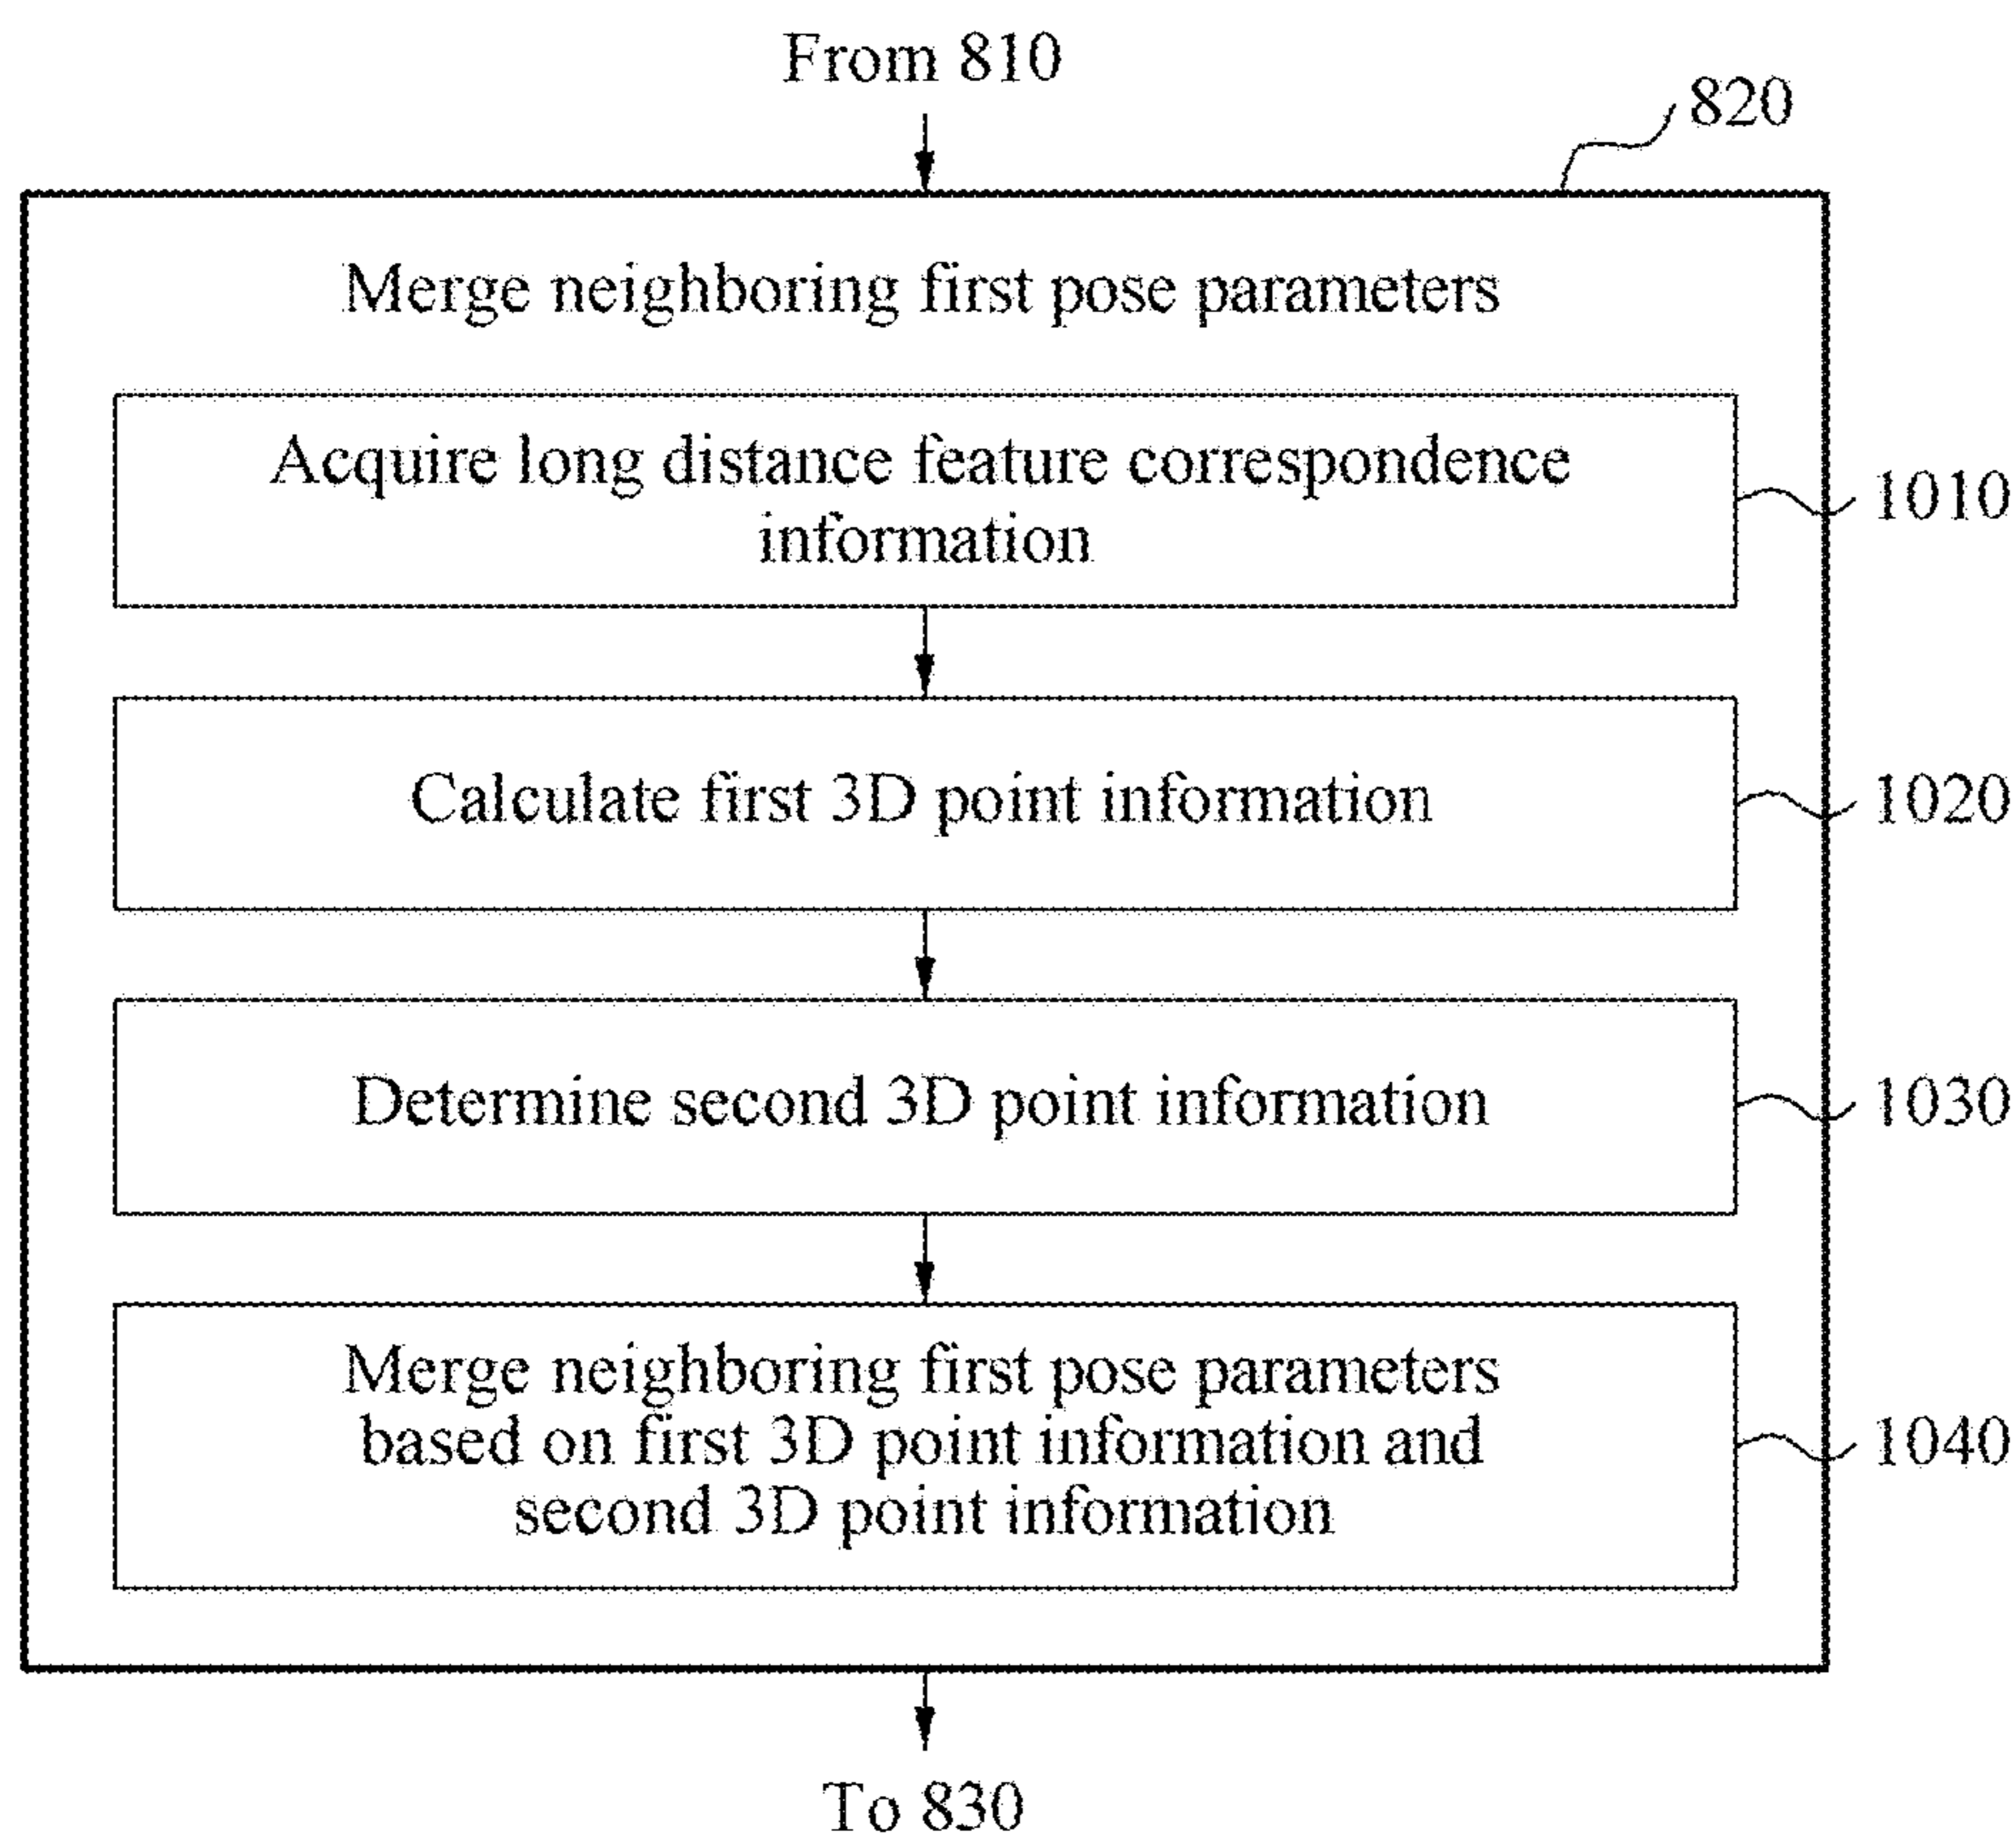 From 810
820
Merge neighboring first pose parameters
Acquire long distance feature correspondence
information
1010
Calculate first 3D point information
1020
Determine second 3D point information
1030
Merge neighboring first pose parameters
based on first 3D point information and
second 3D point information
1040
To 830